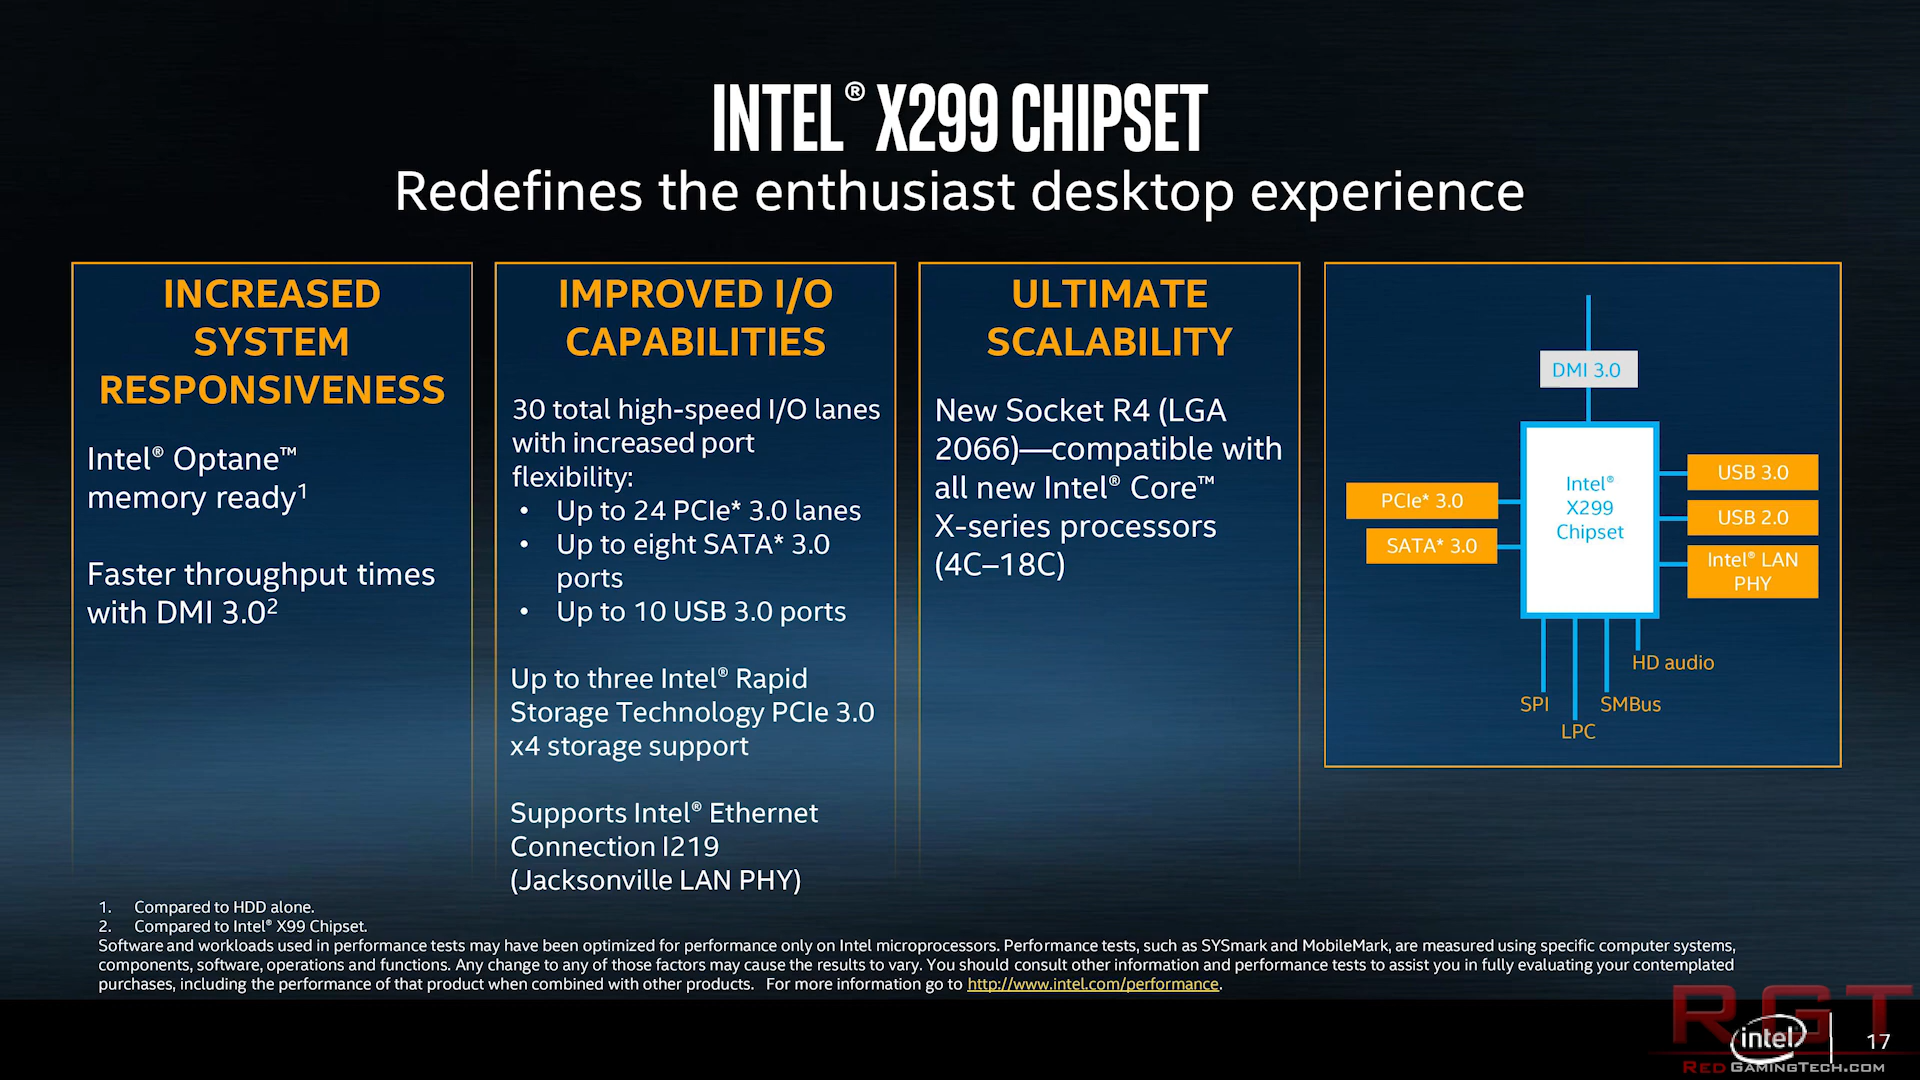 INTEL® X299 CHIPSET
Redefines the enthusiast desktop experience
INCREASED
SYSTEM
RESPONSIVENESS
Intel® Optane™
memory ready¹
Faster throughput times
with DMI 3.0²
IMPROVED I/O
CAPABILITIES
30 total high-speed I/O lanes
with increased port
flexibility:
• Up to 24 PCIe* 3.0 lanes
• Up to eight SATA* 3.0
ports
• Up to 10 USB 3.0 ports
Up to three Intel® Rapid
Storage Technology PCIe 3.0
x4 storage support
Supports Intel® Ethernet
Connection I219
(Jacksonville LAN PHY)
ULTIMATE
SCALABILITY
New Socket R4 (LGA
2066)—compatible with
all new Intel® Core™
X-series processors
(4C–18C)
DMI 3.0
Intel®
X299
Chipset
PCIe* 3.0
SATA* 3.0
USB 3.0
USB 2.0
Intel® LAN
PHY
HD audio
SPI
SMBus
LPC
1. Compared to HDD alone.
2. Compared to Intel® X99 Chipset.
Software and workloads used in performance tests may have been optimized for performance only on Intel microprocessors. Performance tests, such as SYSmark and MobileMark, are measured using specific computer systems,
components, software, operations and functions. Any change to any of those factors may cause the results to vary. You should consult other information and performance tests to assist you in fully evaluating your contemplated
purchases, including the performance of that product when combined with other products. For more information go to http://www.intel.com/performance.
RGT
intel
17
REDGAMINGTECH.COM